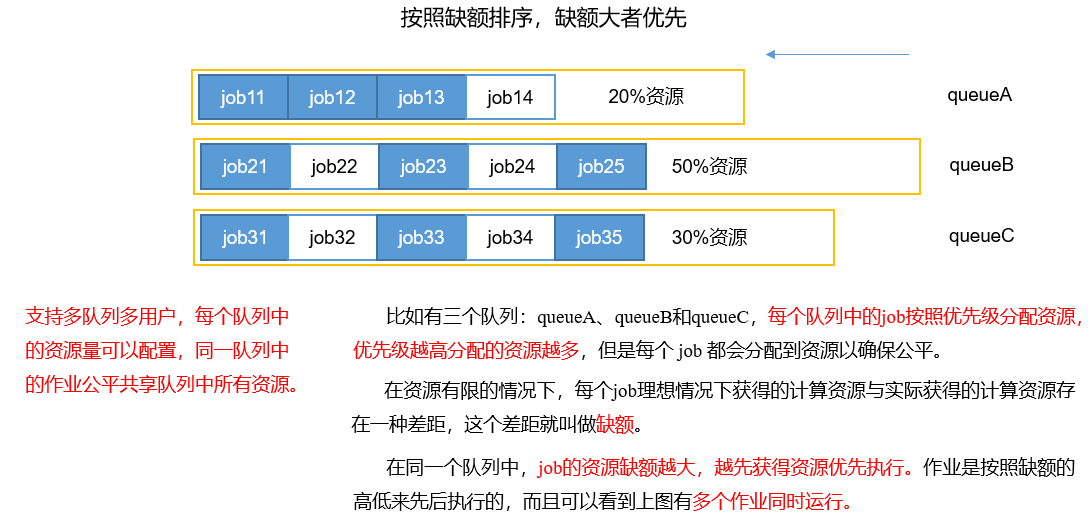 按照缺额排序，缺额大者优先
job11 job12 job13 job14 20%资源 queueA
job21 job22 job23 job24 job25 50%资源 queueB
job31 job32 job33 job34 job35 30%资源 queueC
支持多队列多用户，每个队列中
的资源量可以配置，同一队列中
的作业公平共享队列中所有资源。
比如有三个队列：queueA、queueB和queueC，每个队列中的job按照优先级分配资源，
优先级越高分配的资源越多，但是每个 job 都会分配到资源以确保公平。
在资源有限的情况下，每个job理想情况下获得的计算资源与实际获得的计算资源存
在一种差距，这个差距就叫做缺额。
在同一个队列中，job的资源缺额越大，越先获得资源优先执行。作业是按照缺额的
高低来先后执行的，而且可以看到上图有多个作业同时运行。